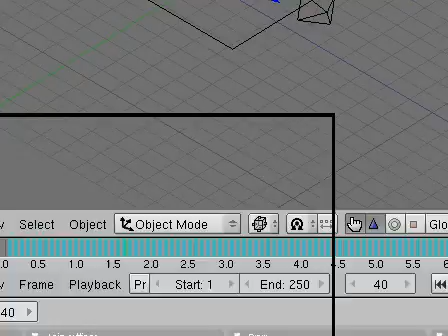 Select Object Object Mode Glo
0.5 1.0 1.5 2.0 2.5 3.0 3.5 4.0 4.5 5.0 5.5
Frame Playback Pr Start: 1 End: 250 40
40